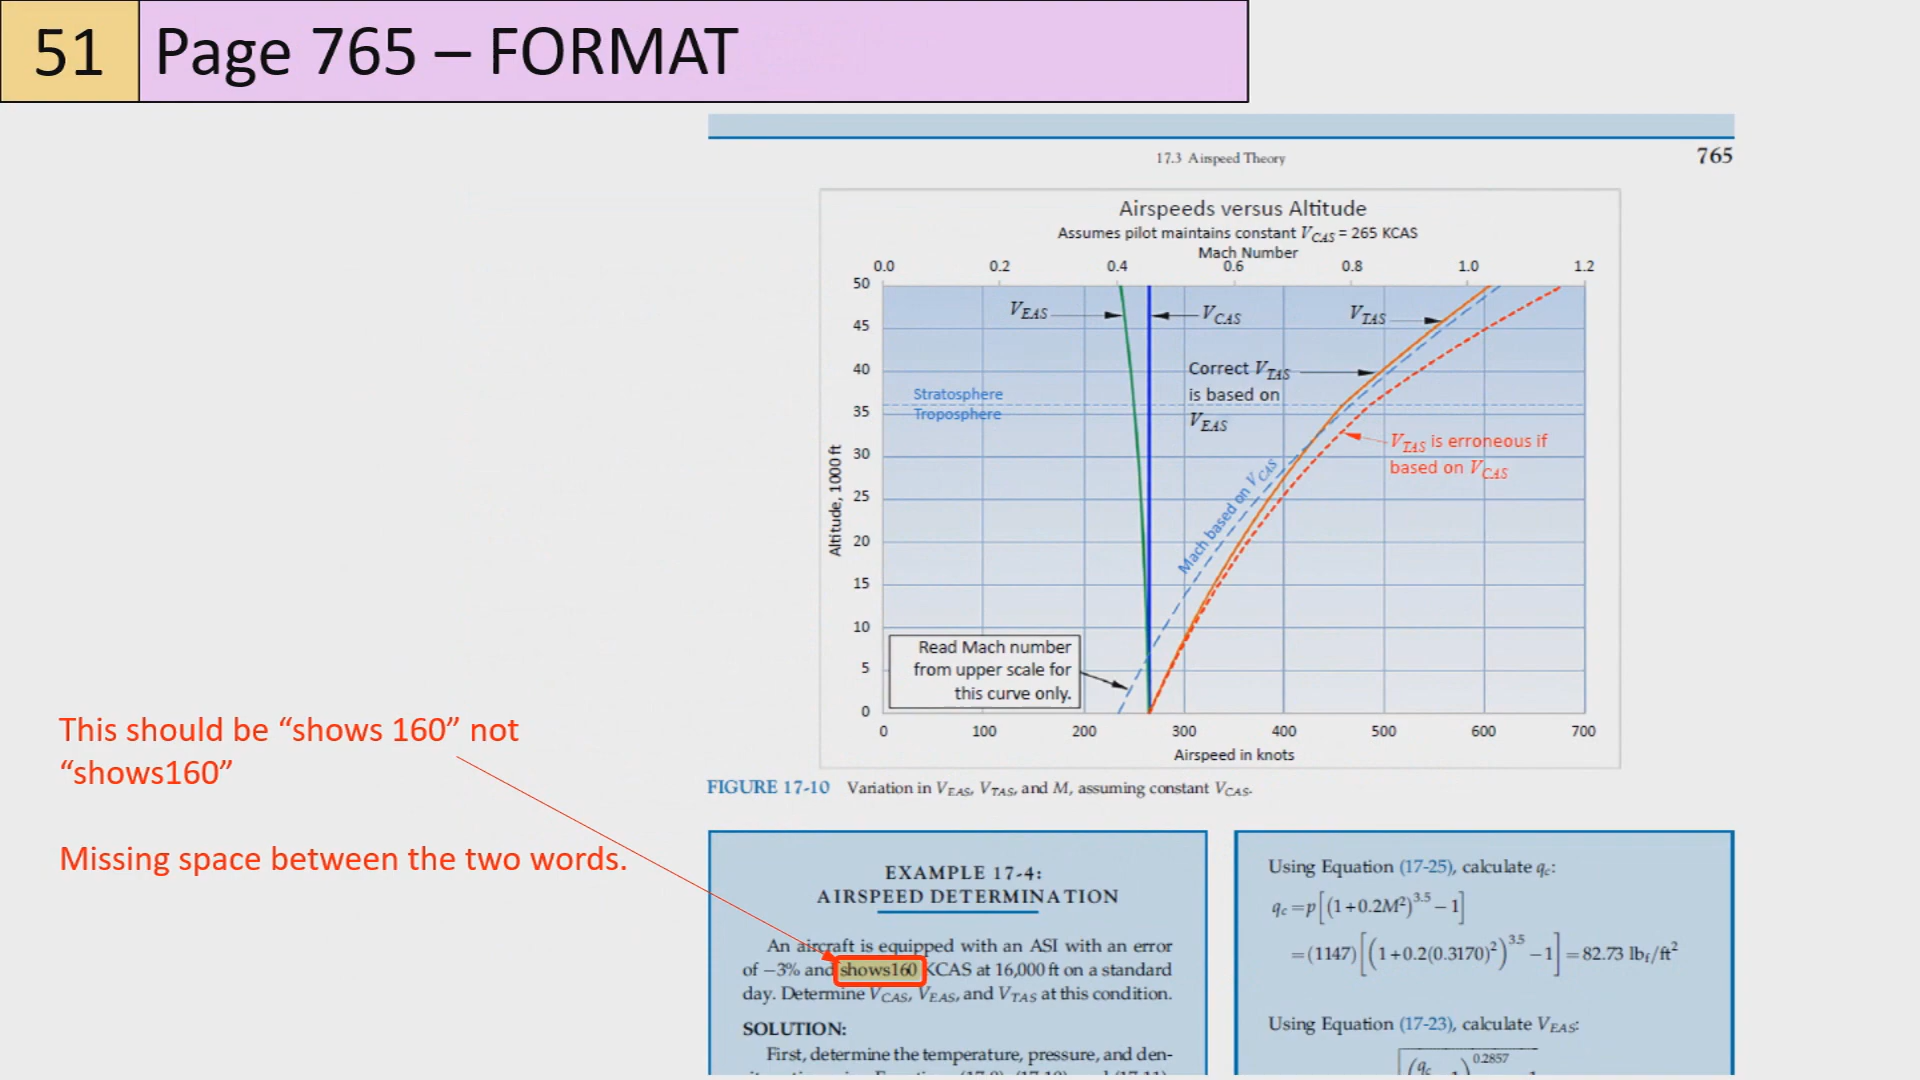 51
Page 765 – FORMAT
17.3 Airspeed Theory
765
Airspeeds versus Altitude
Assumes pilot maintains constant V_CAS = 265 KCAS
Mach Number
0.0 0.2 0.4 0.6 0.8 1.0 1.2
50
V_EAS
V_CAS
V_TAS
45
Correct V_TAS
is based on
V_EAS
40
Stratosphere
Troposphere
35
V_TAS is erroneous if
based on V_CAS
30
Mach based on V_CAS
25
20
15
10
Read Mach number
from upper scale for
this curve only.
5
0
Altitude, 1000 ft
0 100 200 300 400 500 600 700
Airspeed in knots
FIGURE 17-10 Variation in V_EAS, V_TAS, and M, assuming constant V_CAS.
This should be “shows 160” not
“shows160”
Missing space between the two words.
EXAMPLE 17-4:
AIRSPEED DETERMINATION
An aircraft is equipped with an ASI with an error
of −3% and shows160 KCAS at 16,000 ft on a standard
day. Determine V_CAS, V_EAS, and V_TAS at this condition.
SOLUTION:
First, determine the temperature, pressure, and den-
Using Equation (17-25), calculate q_c:
q_c = p[(1 + 0.2M²)^3.5 − 1]
= (1147)[(1 + 0.2(0.3170)²)^3.5 − 1] = 82.73 lb_f/ft²
Using Equation (17-23), calculate V_EAS:
0.2857